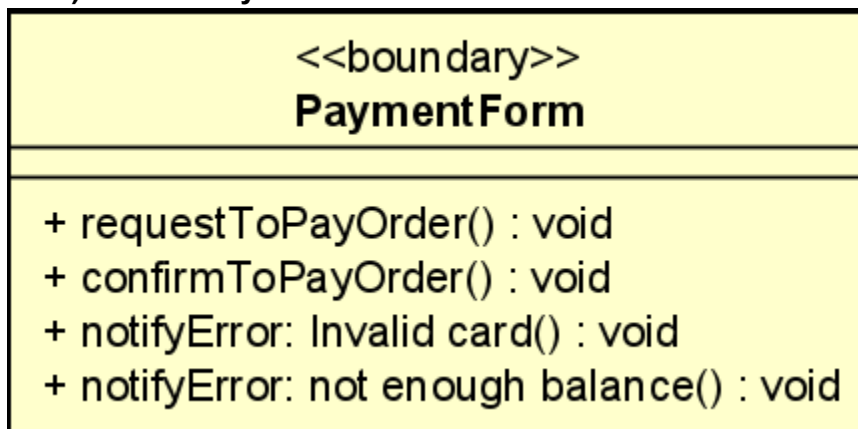 <<boundary>>
PaymentForm
+ requestToPayOrder() : void
+ confirmToPayOrder() : void
+ notifyError: Invalid card() : void
+ notifyError: not enough balance() : void